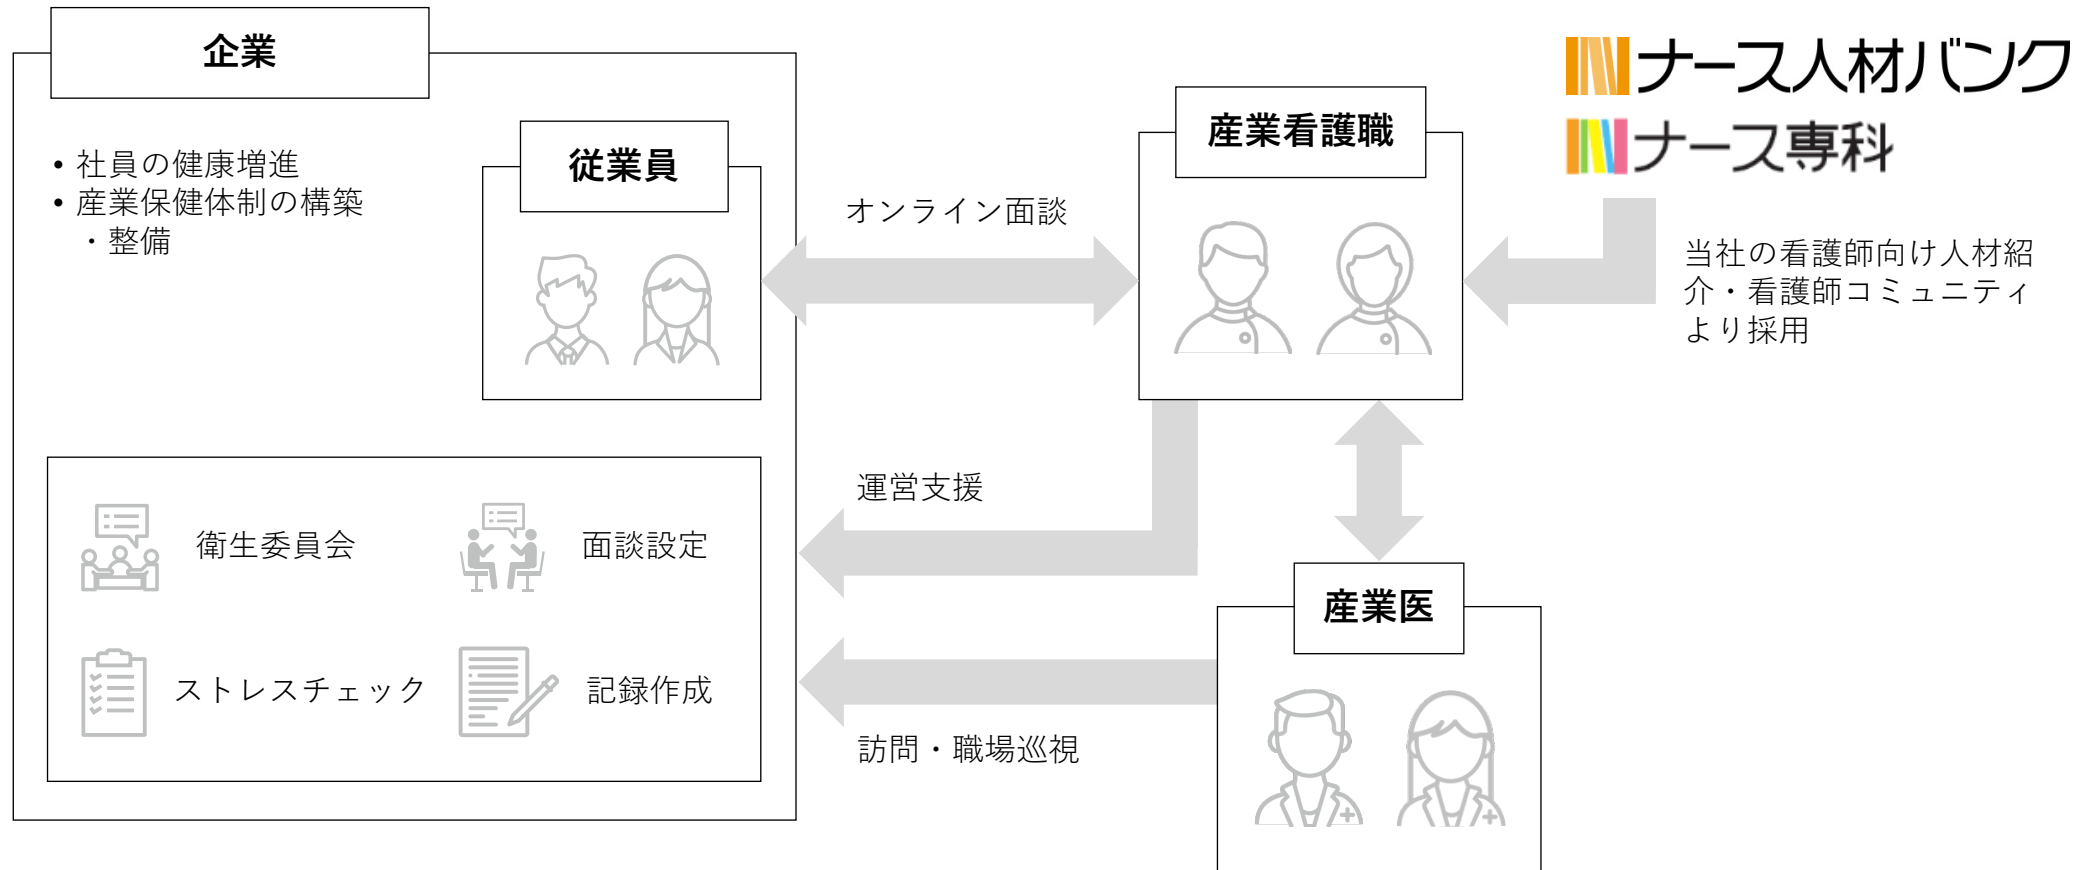 企業
• 社員の健康増進
• 産業保健体制の構築
・整備
従業員
オンライン面談
産業看護職
ナース人材バンク
ナース専科
当社の看護師向け人材紹
介・看護師コミュニティ
より採用
運営支援
衛生委員会
面談設定
ストレスチェック
記録作成
訪問・職場巡視
産業医